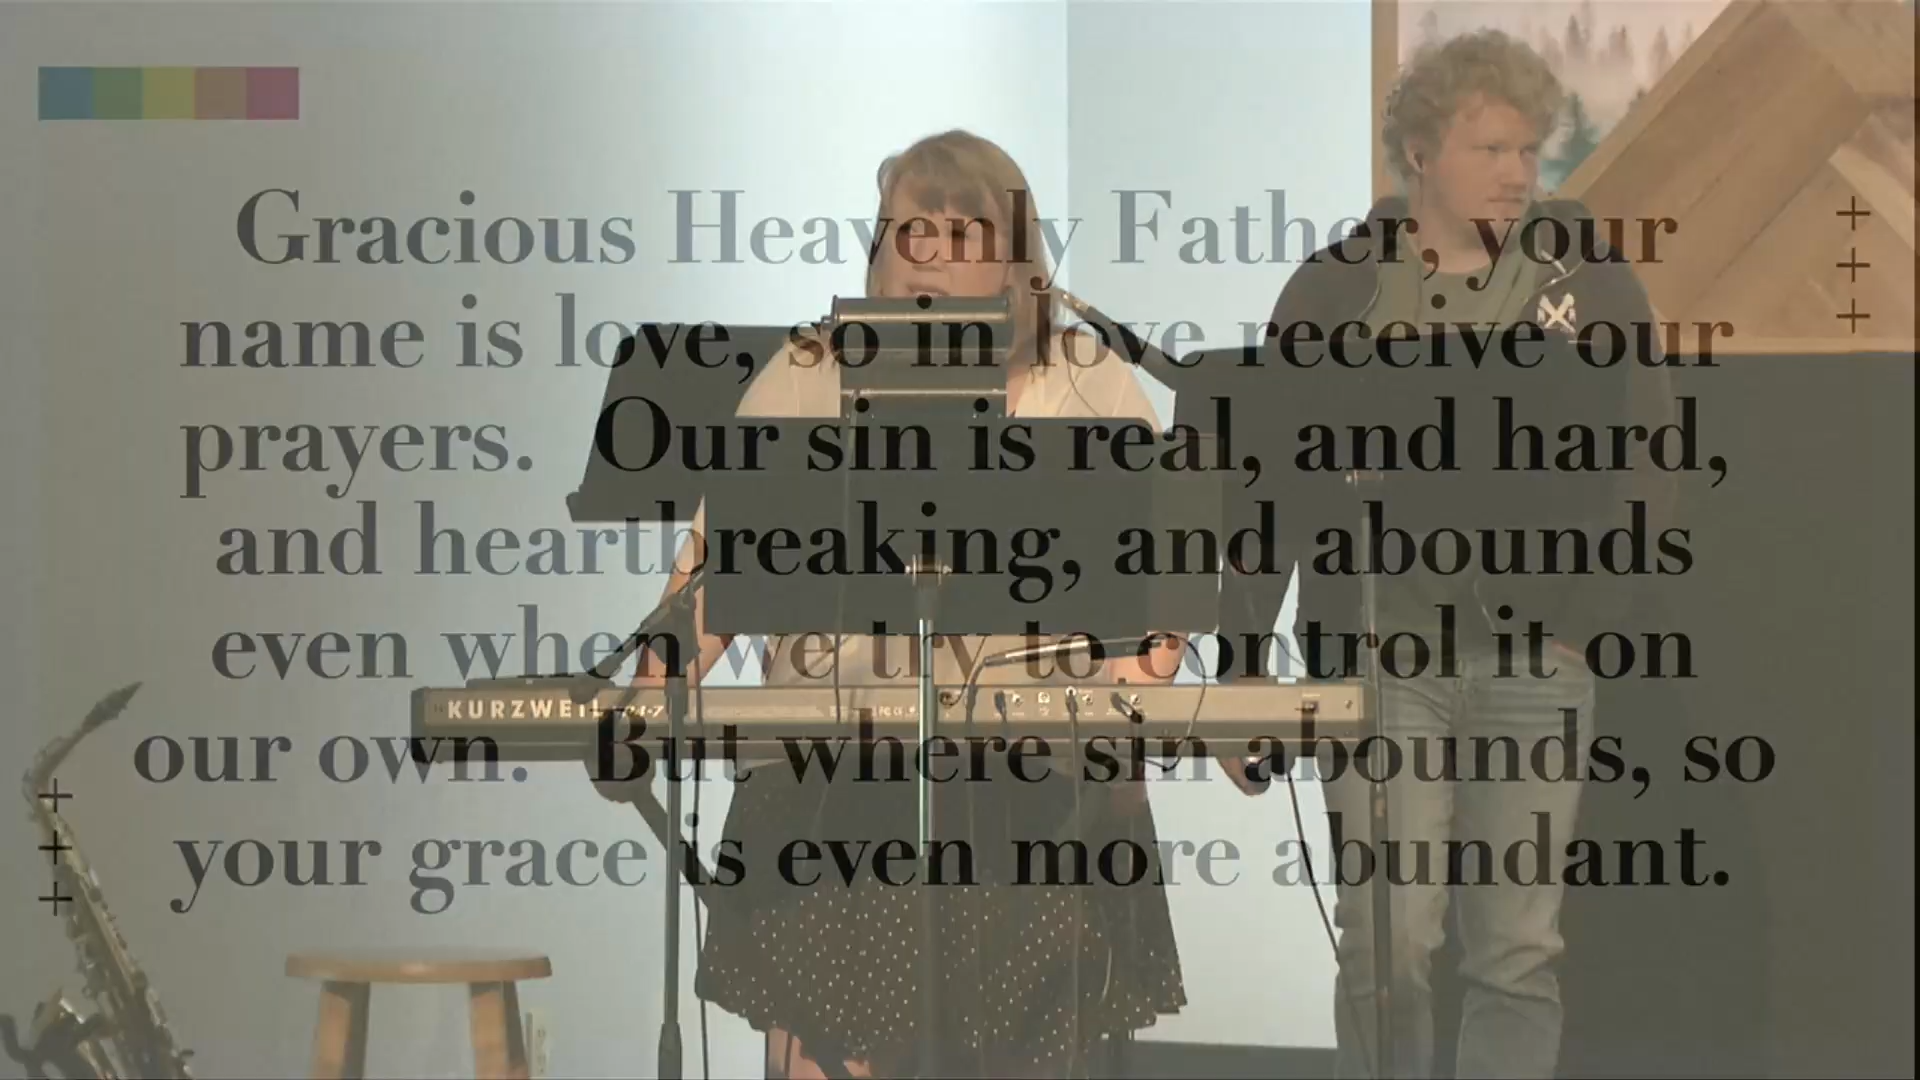 Gracious Heavenly Father, your
name is love, so in love receive our
prayers. Our sin is real, and hard,
and heartbreaking, and abounds
even when we try to control it on
KURZWEIL
our own. But where sin abounds, so
your grace is even more abundant.